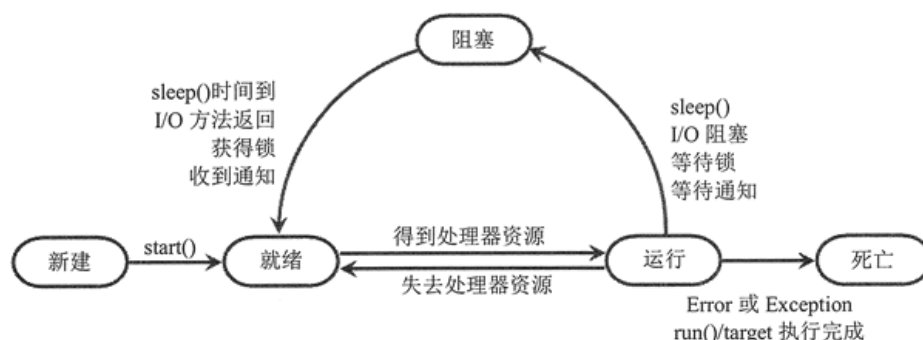 阻塞
sleep()时间到
I/O 方法返回
获得锁
收到通知
sleep()
I/O 阻塞
等待锁
等待通知
新建
start()
就绪
得到处理器资源
失去处理器资源
运行
死亡
Error 或 Exception
run()/target 执行完成